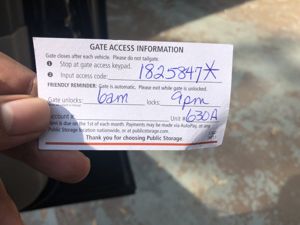 GATE ACCESS INFORMATION
Gate closes after each vehicle. Please do not tailgate.
❶ Stop at gate access keypad.
❷ Input access code: 1825847*
FRIENDLY REMINDER: Gate is automatic. Please exit while gate is unlocked.
Gate unlocks: 6am locks: 9pm
Account #: Unit # 630A
Rent is due on the 1st of each month. Payments may be made via AutoPay, at any
Public Storage location nationwide, or at publicstorage.com.
Thank you for choosing Public Storage